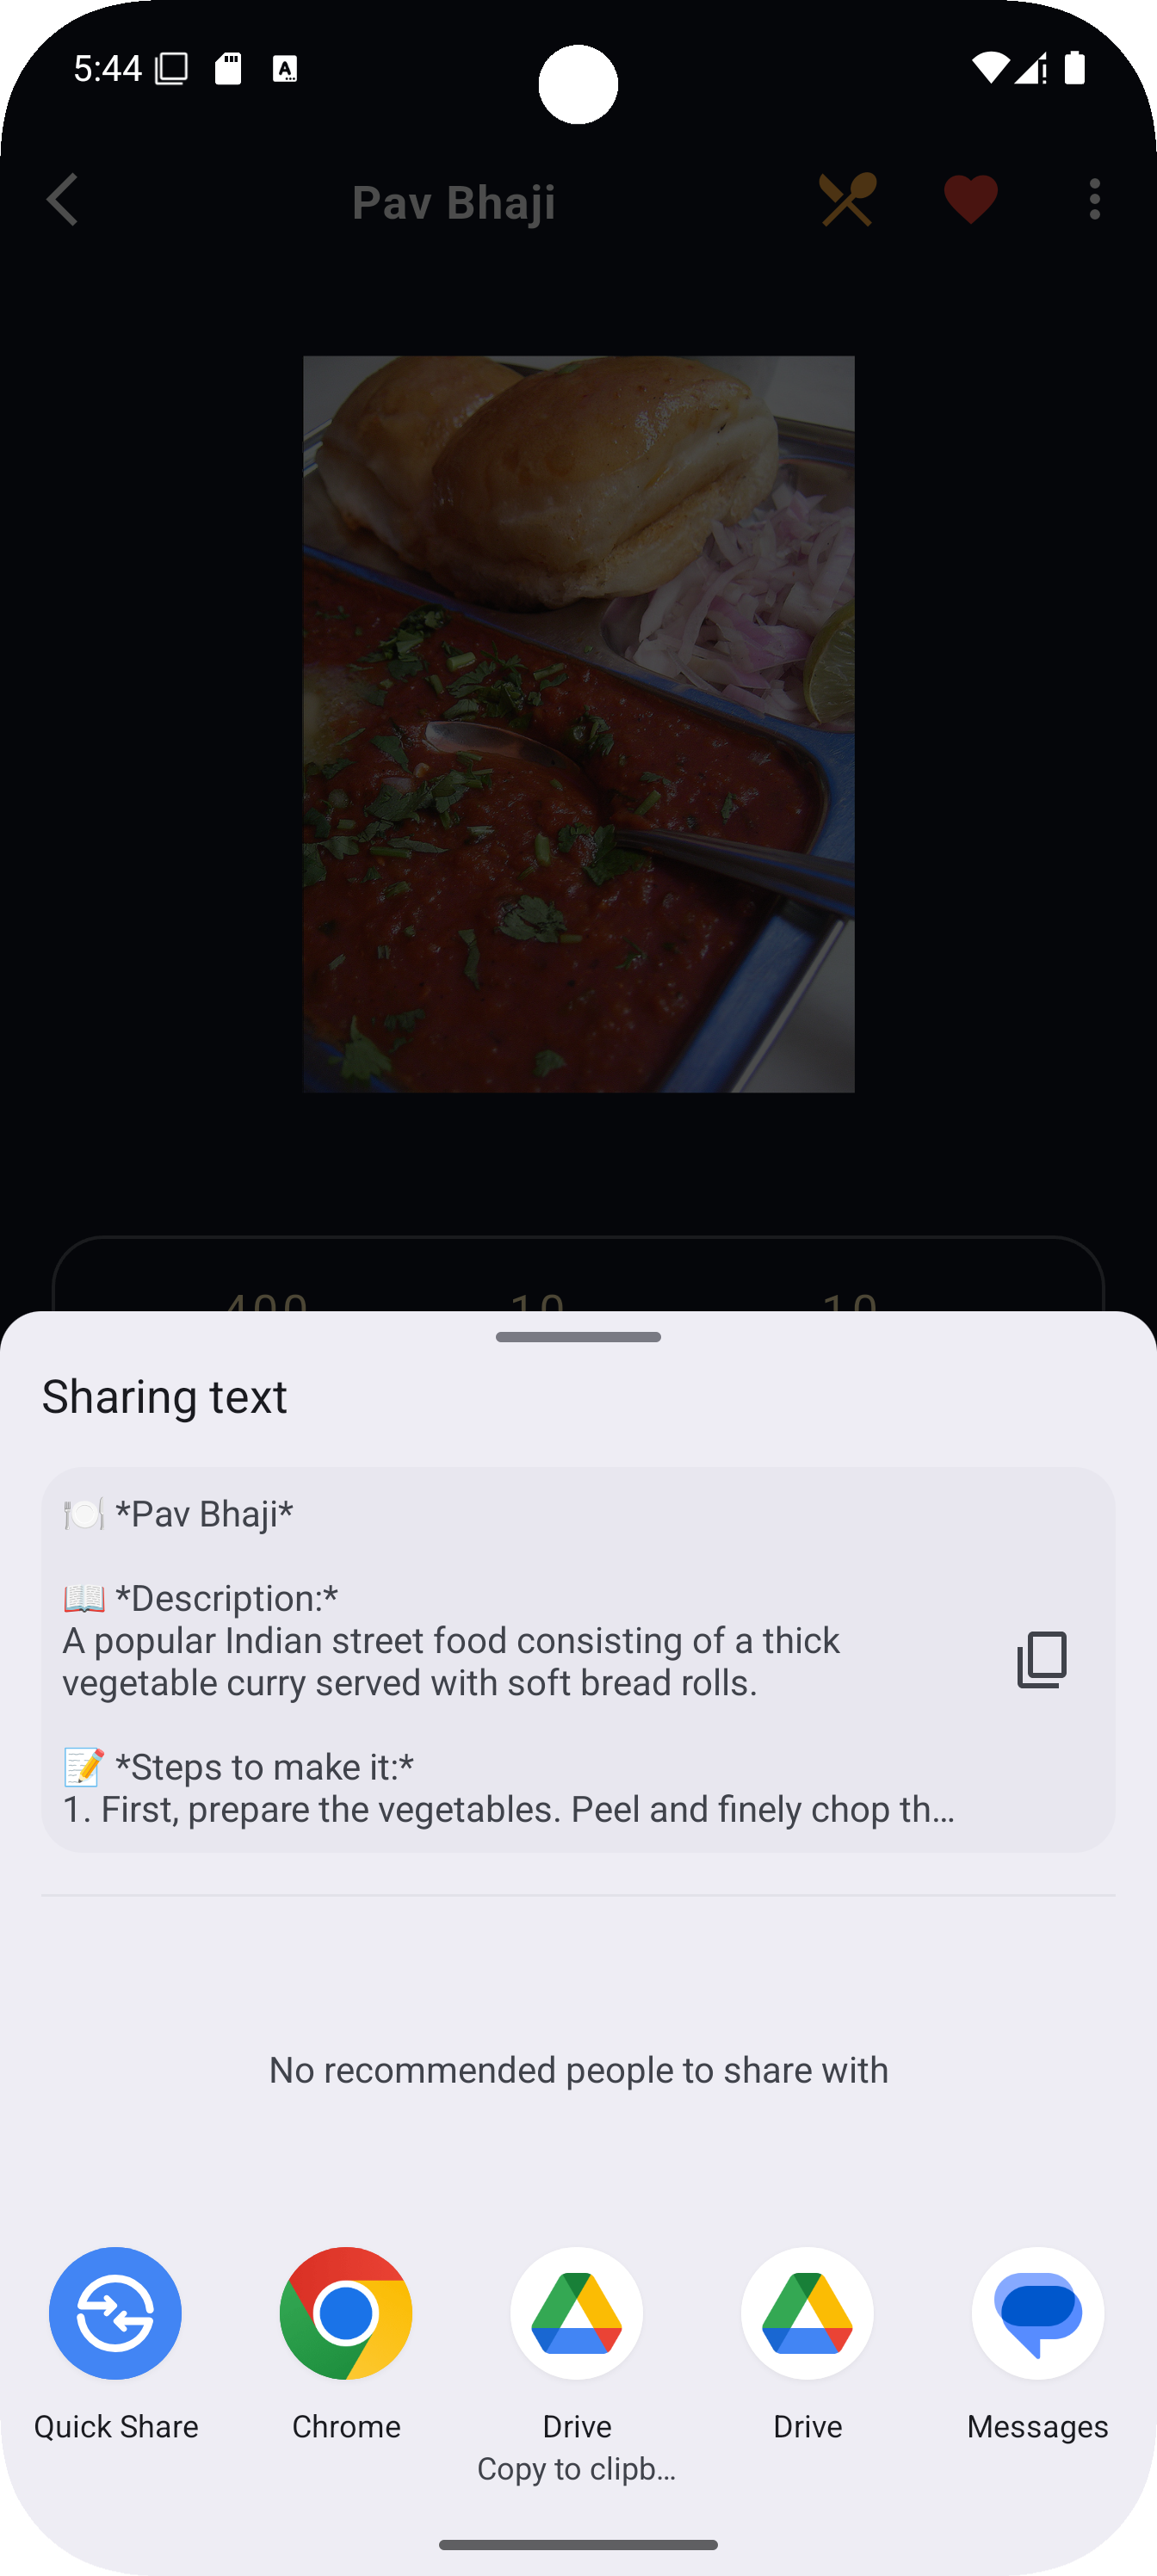 5:44
Pav Bhaji
400 10 10
Sharing text
🍽️ *Pav Bhaji*
📖 *Description:*
A popular Indian street food consisting of a thick
vegetable curry served with soft bread rolls.
📝 *Steps to make it:*
1. First, prepare the vegetables. Peel and finely chop th…
No recommended people to share with
Quick Share Chrome Drive Drive Messages
Copy to clipb…